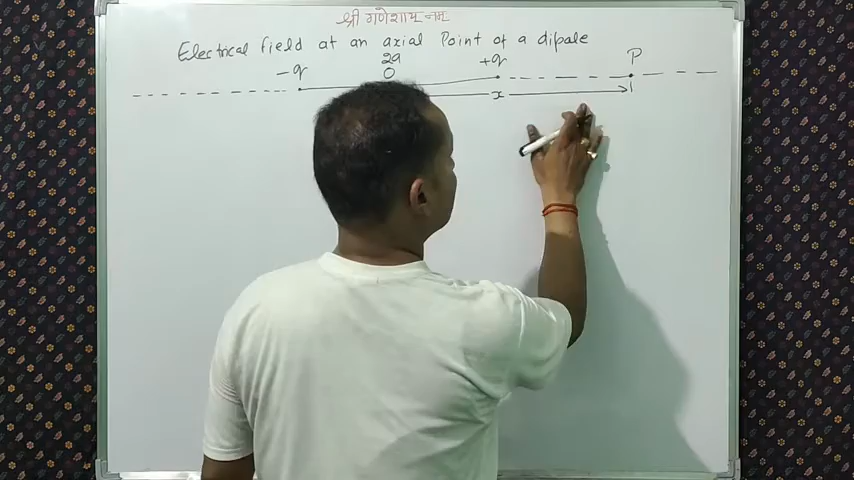 श्री गणेशाय नमः
Electrical field at an axial Point of a dipole
2a
-q O +q P
x